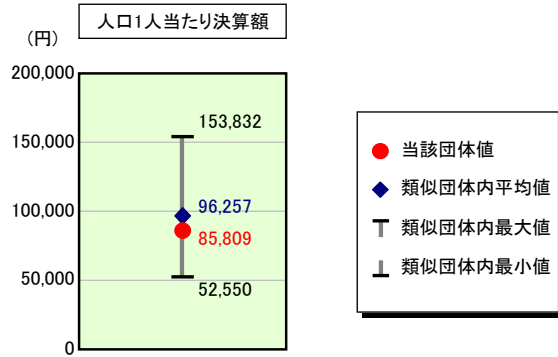 人口1人当たり決算額
(円)
200,000
150,000
100,000
50,000
0
153,832
96,257
85,809
52,550
当該団体値
類似団体内平均値
類似団体内最大値
類似団体内最小値